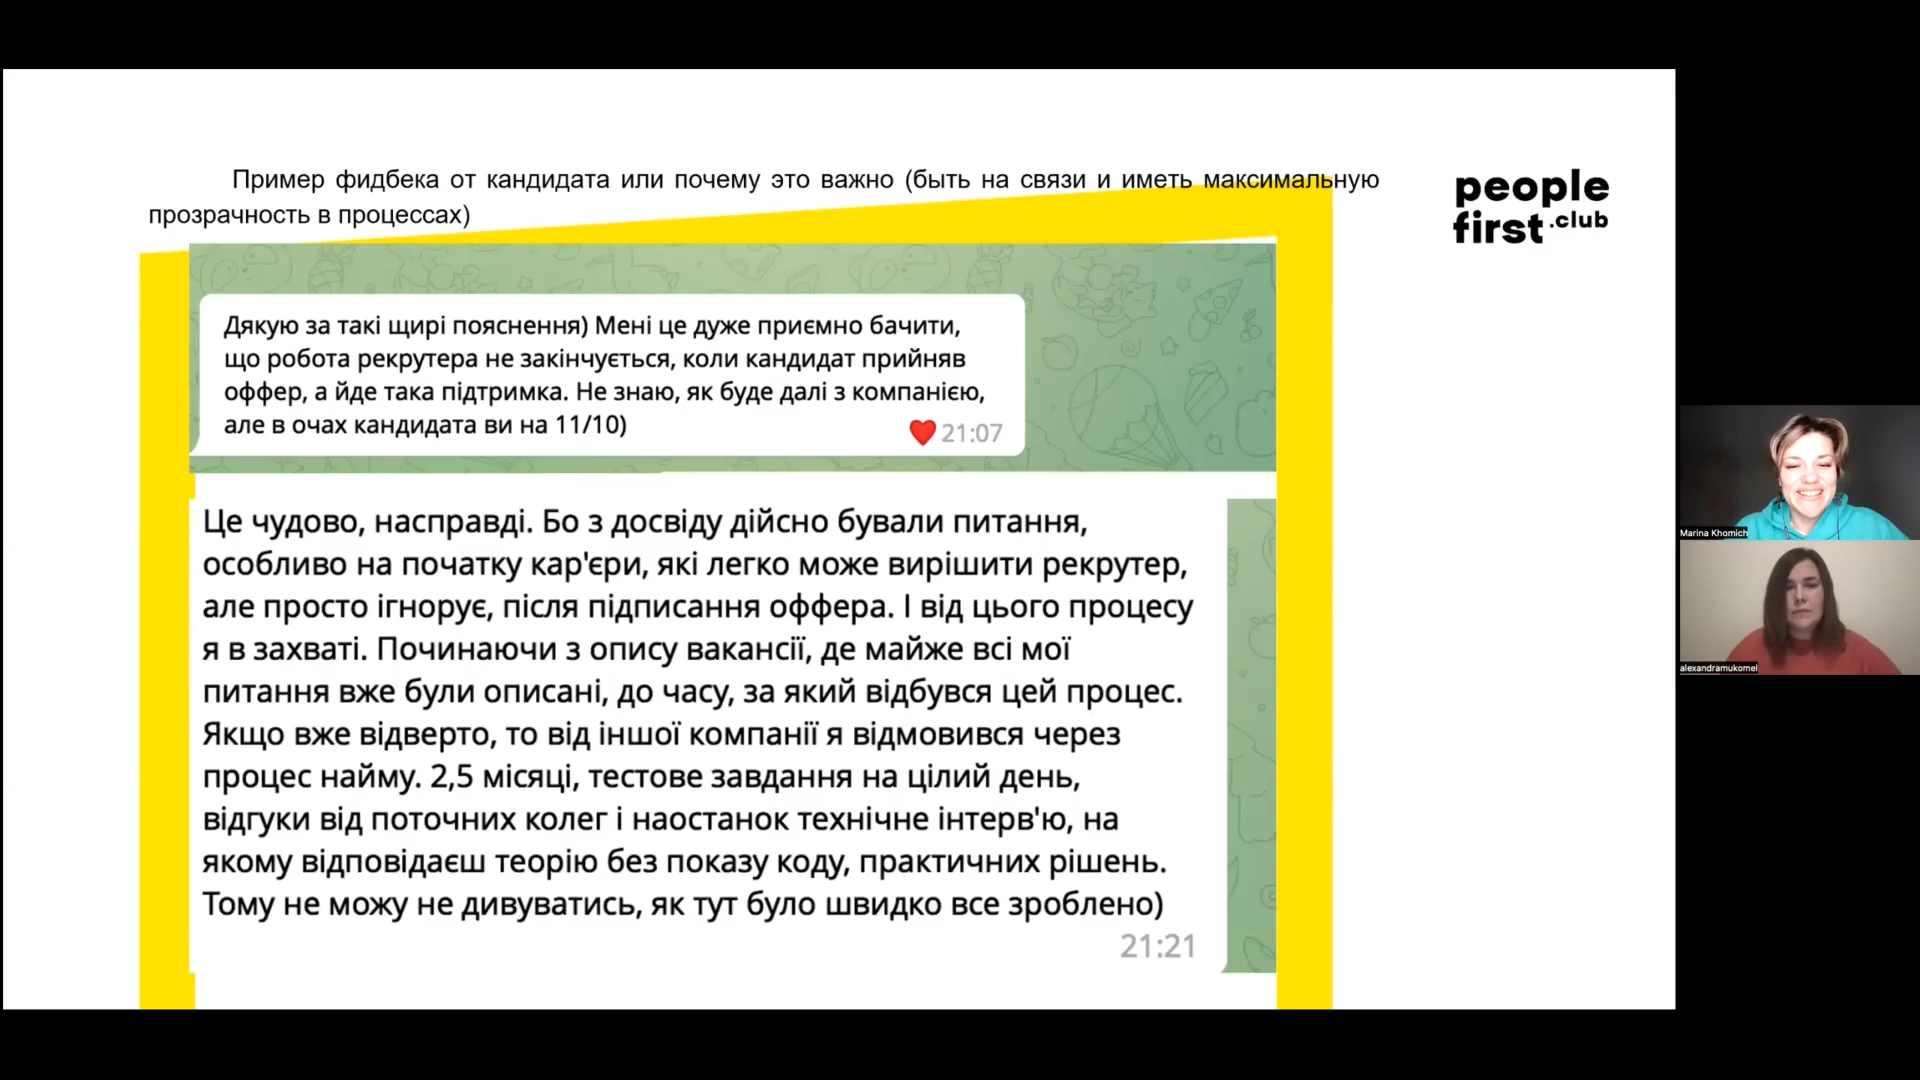 Пример фидбека от кандидата или почему это важно (быть на связи и иметь максимальную
прозрачность в процессах)
people
first.club
Дякую за такі щирі пояснення) Мені це дуже приємно бачити,
що робота рекрутера не закінчується, коли кандидат прийняв
оффер, а йде така підтримка. Не знаю, як буде далі з компанією,
але в очах кандидата ви на 11/10)
21:07
Це чудово, насправді. Бо з досвіду дійсно бували питання,
особливо на початку кар'єри, які легко може вирішити рекрутер,
але просто ігнорує, після підписання оффера. І від цього процесу
я в захваті. Починаючи з опису вакансії, де майже всі мої
питання вже були описані, до часу, за який відбувся цей процес.
Якщо вже відверто, то від іншої компанії я відмовився через
процес найму. 2,5 місяці, тестове завдання на цілий день,
відгуки від поточних колег і наостанок технічне інтерв'ю, на
якому відповідаєш теорію без показу коду, практичних рішень.
Тому не можу не дивуватись, як тут було швидко все зроблено)
21:21
Marina Khomich
alexandramukomel